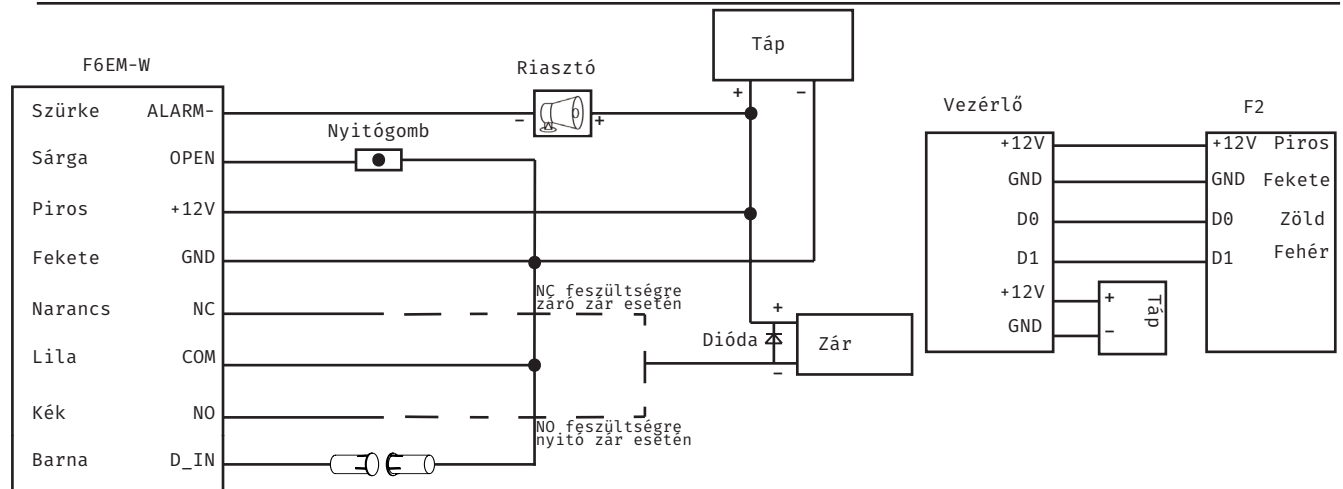 F6EM-W
Szürke ALARM-
Sárga OPEN
Piros +12V
Fekete GND
Narancs NC
Lila COM
Kék NO
Barna D_IN
Riasztó
- +
Nyitógomb
Táp
+ -
NC feszültségre
záró zár esetén
NO feszültségre
nyitó zár esetén
Dióda
+
-
Zár
Vezérlő
+12V
GND
D0
D1
+12V
GND
+
-
Táp
F2
+12V Piros
GND Fekete
D0 Zöld
D1 Fehér